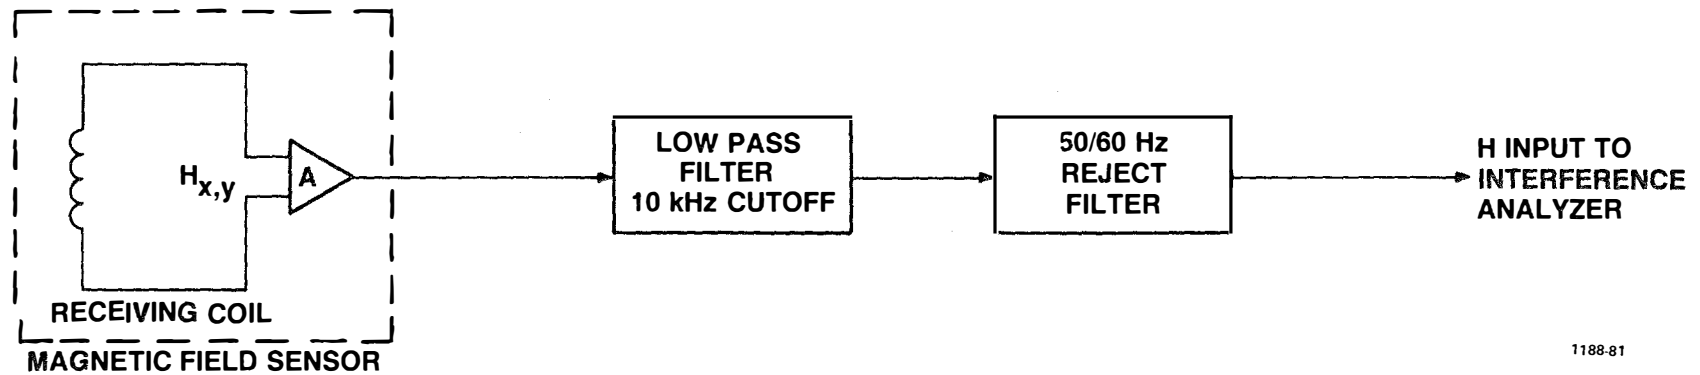 H x,y
A
RECEIVING COIL
MAGNETIC FIELD SENSOR
LOW PASS
FILTER
10 kHz CUTOFF
50/60 Hz
REJECT
FILTER
H INPUT TO
INTERFERENCE
ANALYZER
1188-81